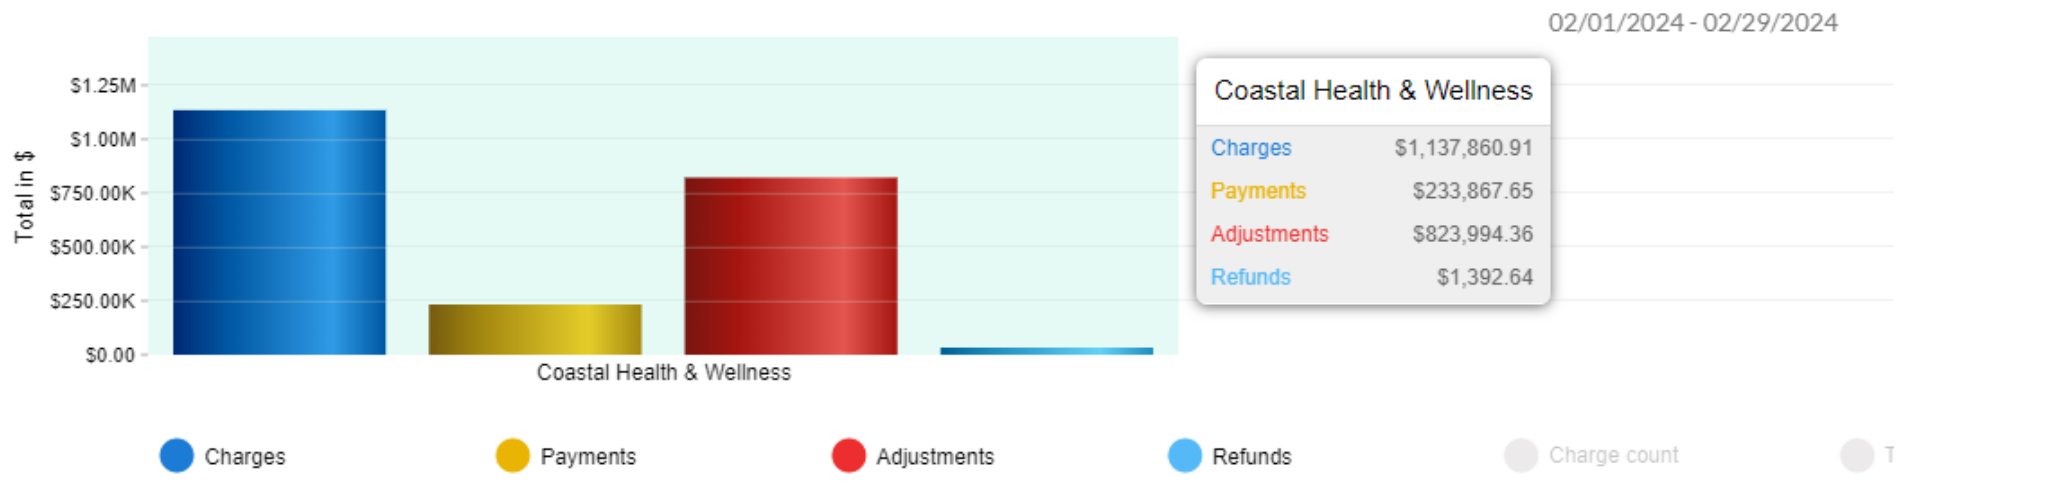 02/01/2024 - 02/29/2024
Total in $
$1.25M
$1.00M
$750.00K
$500.00K
$250.00K
$0.00
Coastal Health & Wellness
Coastal Health & Wellness
Charges $1,137,860.91
Payments $233,867.65
Adjustments $823,994.36
Refunds $1,392.64
Charges Payments Adjustments Refunds Charge count T